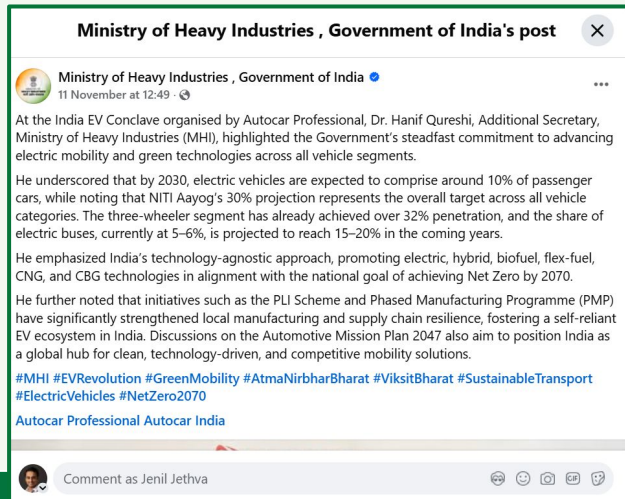 Ministry of Heavy Industries , Government of India's post
Ministry of Heavy Industries , Government of India
11 November at 12:49 ·
At the India EV Conclave organised by Autocar Professional, Dr. Hanif Qureshi, Additional Secretary,
Ministry of Heavy Industries (MHI), highlighted the Government's steadfast commitment to advancing
electric mobility and green technologies across all vehicle segments.
He underscored that by 2030, electric vehicles are expected to comprise around 10% of passenger
cars, while noting that NITI Aayog's 30% projection represents the overall target across all vehicle
categories. The three-wheeler segment has already achieved over 32% penetration, and the share of
electric buses, currently at 5–6%, is projected to reach 15–20% in the coming years.
He emphasized India's technology-agnostic approach, promoting electric, hybrid, biofuel, flex-fuel,
CNG, and CBG technologies in alignment with the national goal of achieving Net Zero by 2070.
He further noted that initiatives such as the PLI Scheme and Phased Manufacturing Programme (PMP)
have significantly strengthened local manufacturing and supply chain resilience, fostering a self-reliant
EV ecosystem in India. Discussions on the Automotive Mission Plan 2047 also aim to position India as
a global hub for clean, technology-driven, and competitive mobility solutions.
#MHI #EVRevolution #GreenMobility #AtmaNirbharBharat #ViksitBharat #SustainableTransport
#ElectricVehicles #NetZero2070
Autocar Professional Autocar India
Comment as Jenil Jethva
GIF